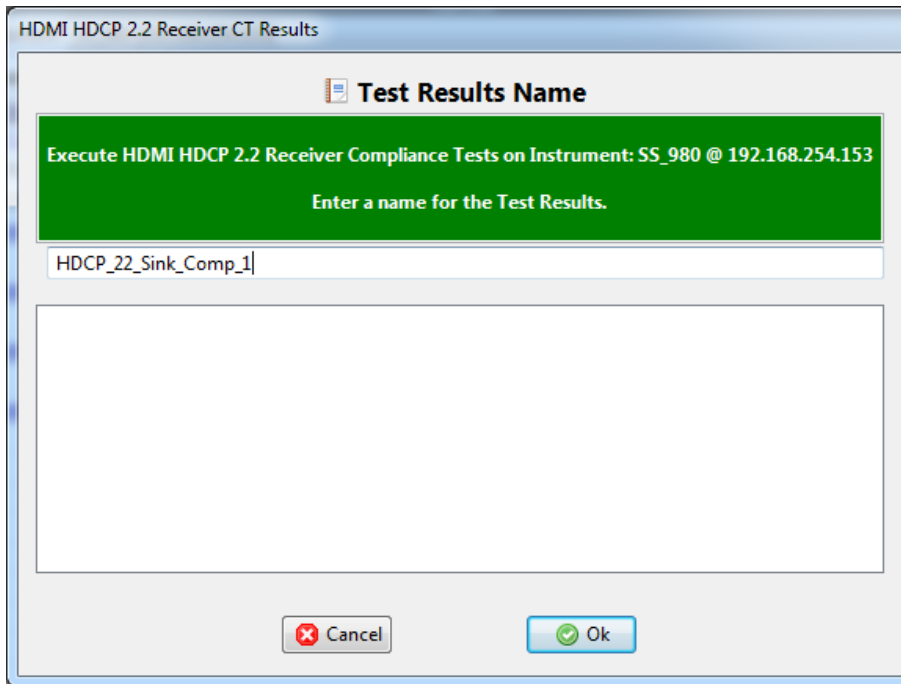 HDMI HDCP 2.2 Receiver CT Results
Test Results Name
Execute HDMI HDCP 2.2 Receiver Compliance Tests on Instrument: SS_980 @ 192.168.254.153
Enter a name for the Test Results.
HDCP_22_Sink_Comp_1
Cancel
Ok